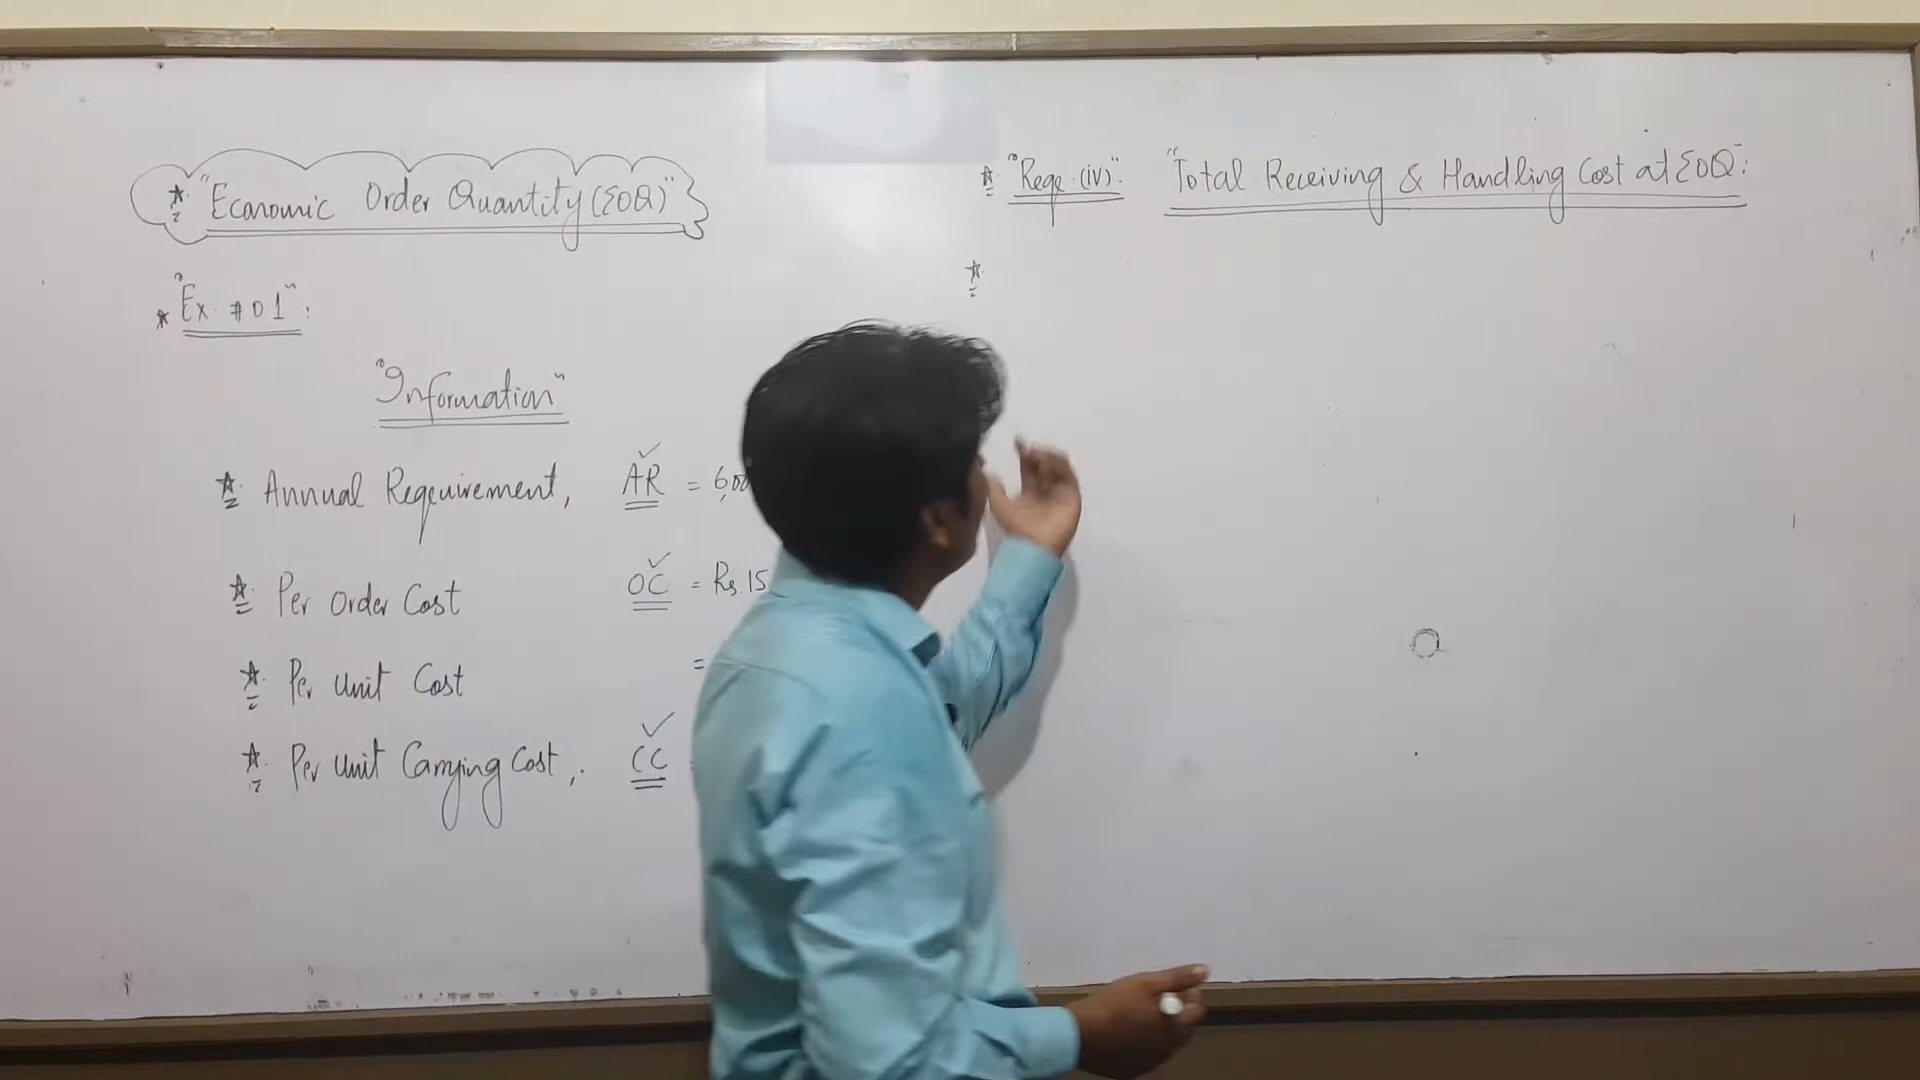 "Economic Order Quantity (EOQ)"
"Ex. #01":
"Information"
Annual Requirement, AR = 6,00
Per Order Cost OC = Rs. 15
Per Unit Cost =
Per Unit Carrying Cost, CC
"Reqe (iv)":
"Total Receiving & Handling Cost at EOQ":